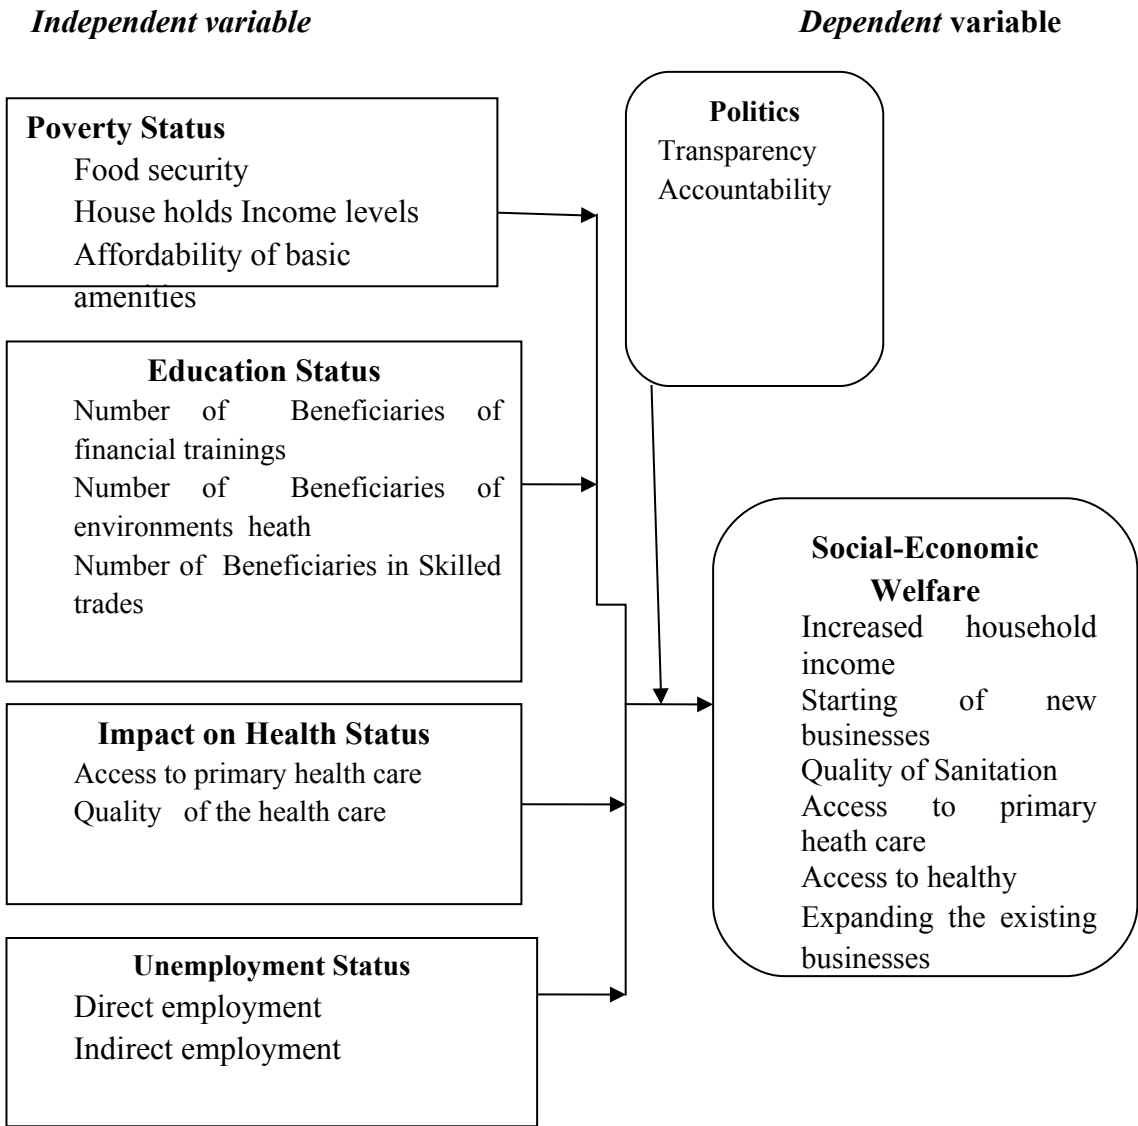 Independent variable
Dependent variable
Poverty Status
Food security
House holds Income levels
Affordability of basic
amenities
Politics
Transparency
Accountability
Education Status
Number of Beneficiaries of
financial trainings
Number of Beneficiaries of
environments heath
Number of Beneficiaries in Skilled
trades
Impact on Health Status
Access to primary health care
Quality of the health care
Unemployment Status
Direct employment
Indirect employment
Social-Economic
Welfare
Increased household
income
Starting of new
businesses
Quality of Sanitation
Access to primary
heath care
Access to healthy
Expanding the existing
businesses